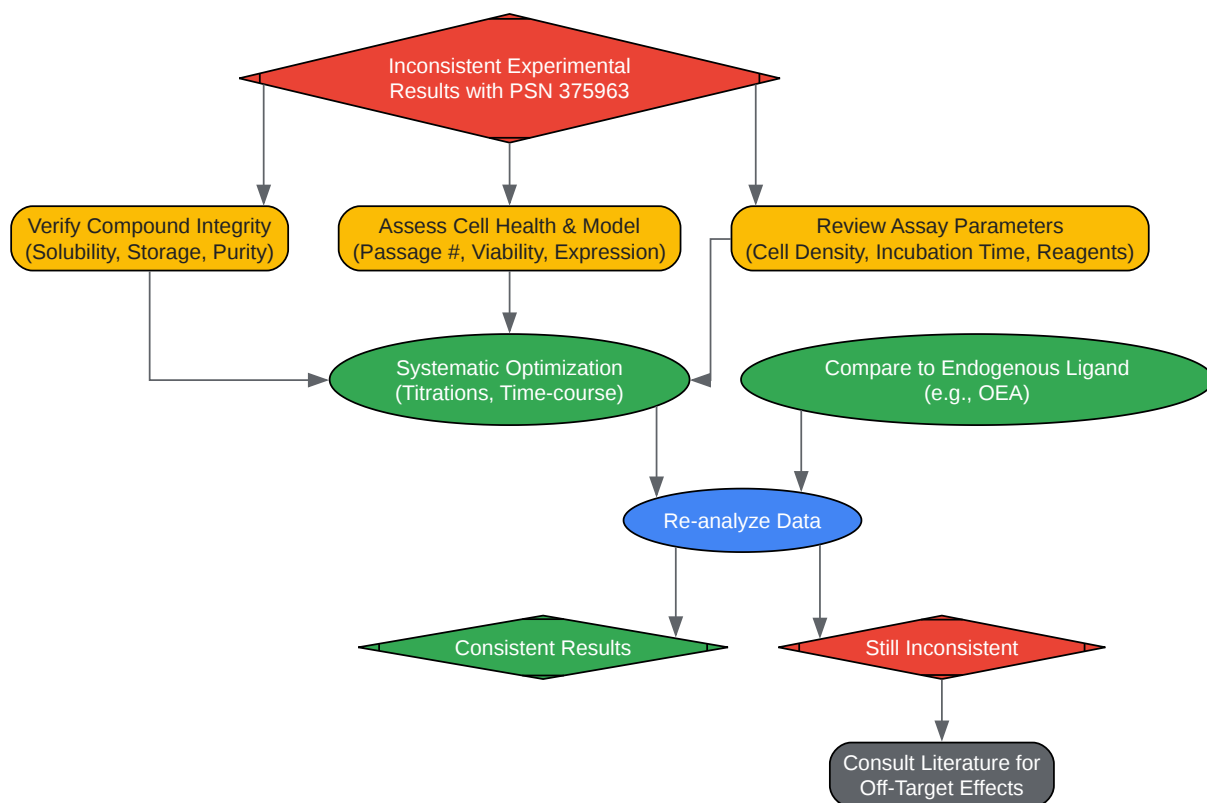 Inconsistent Experimental
Results with PSN 375963
Verify Compound Integrity
(Solubility, Storage, Purity)
Assess Cell Health & Model
(Passage #, Viability, Expression)
Review Assay Parameters
(Cell Density, Incubation Time, Reagents)
Systematic Optimization
(Titrations, Time-course)
Compare to Endogenous Ligand
(e.g., OEA)
Re-analyze Data
Consistent Results
Still Inconsistent
Consult Literature for
Off-Target Effects